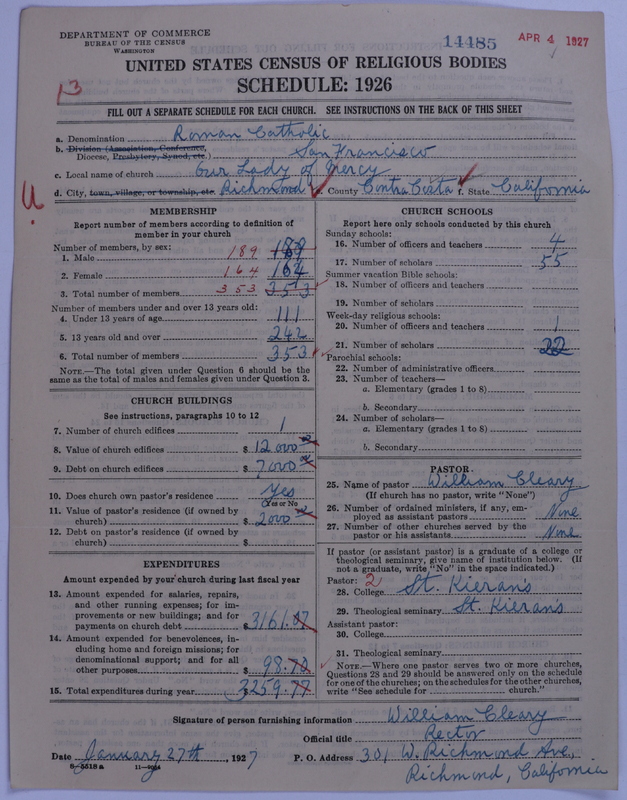 DEPARTMENT OF COMMERCE
BUREAU OF THE CENSUS
WASHINGTON
14485
APR 4 1927
UNITED STATES CENSUS OF RELIGIOUS BODIES
SCHEDULE: 1926
13
FILL OUT A SEPARATE SCHEDULE FOR EACH CHURCH. SEE INSTRUCTIONS ON THE BACK OF THIS SHEET
a. Denomination Roman Catholic
b. Division (Association, Conference,
Diocese, Presbytery, Synod, etc.) San Francisco
c. Local name of church Our Lady of Mercy
d. City, town, village, or township, etc. Richmond e. County Contra Costa f. State California
U.
MEMBERSHIP
Report number of members according to definition of
member in your church
Number of members, by sex:
1. Male 189 189
2. Female 164 164
3. Total number of members 353 353
Number of members under and over 13 years old:
4. Under 13 years of age 111
5. 13 years old and over 242
6. Total number of members 353
NOTE.—The total given under Question 6 should be the
same as the total of males and females given under Question 3.
CHURCH BUILDINGS
See instructions, paragraphs 10 to 12
7. Number of church edifices 1
8. Value of church edifices $ 12000 00
9. Debt on church edifices $ 7000 00
10. Does church own pastor's residence Yes
Yes or No
11. Value of pastor's residence (if owned by
church) $ 2000 00
12. Debt on pastor's residence (if owned by
church) $
EXPENDITURES
Amount expended by your church during last fiscal year
13. Amount expended for salaries, repairs,
and other running expenses; for im-
provements or new buildings; and for
payments on church debt $ 3161.07
14. Amount expended for benevolences, in-
cluding home and foreign missions; for
denominational support; and for all
other purposes $ 98.70
15. Total expenditures during year $ 3259.77
CHURCH SCHOOLS
Report here only schools conducted by this church
Sunday schools:
16. Number of officers and teachers 4
17. Number of scholars 55
Summer vacation Bible schools:
18. Number of officers and teachers
19. Number of scholars
Week-day religious schools:
20. Number of officers and teachers 1
21. Number of scholars 22
Parochial schools:
22. Number of administrative officers
23. Number of teachers—
a. Elementary (grades 1 to 8)
b. Secondary
24. Number of scholars—
a. Elementary (grades 1 to 8)
b. Secondary
PASTOR
25. Name of pastor William Cleary
(If church has no pastor, write "None")
26. Number of ordained ministers, if any, em-
ployed as assistant pastors None
27. Number of other churches served by the
pastor or his assistants None
If pastor (or assistant pastor) is a graduate of a college or
theological seminary, give name of institution below. (If
not a graduate, write "No" in the space indicated.)
Pastor: 2
28. College St. Kieran's
29. Theological seminary St. Kieran's
Assistant pastor:
30. College
31. Theological seminary
NOTE.—Where one pastor serves two or more churches,
Questions 28 and 29 should be answered only on the schedule
for one of the churches; on the schedules for the other churches,
write "See schedule for church."
Signature of person furnishing information William Cleary
Official title Rector
Date January 27th, 1927 P. O. Address 301 W. Richmond Ave,
8—5518a 11—9024 Richmond, California